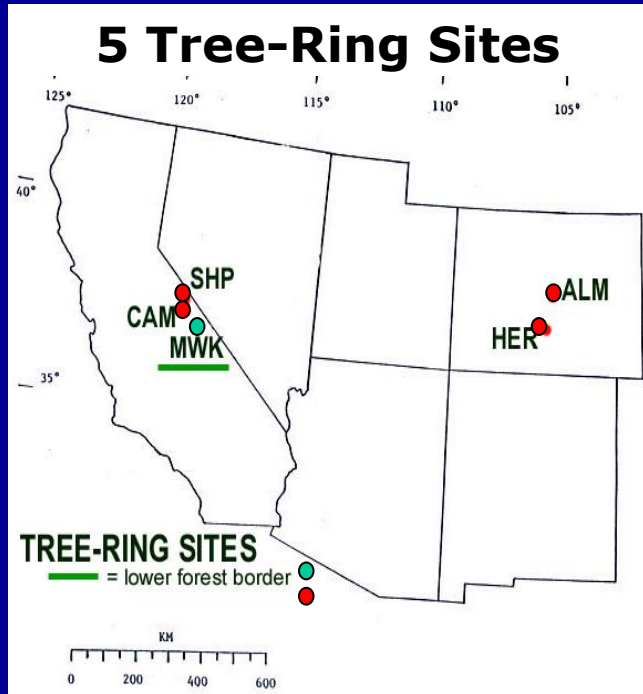 5 Tree-Ring Sites
125° 120° 115° 110° 105°
40°
SHP
ALM
CAM
HER
MWK
35°
TREE-RING SITES
= lower forest border
KM
0 200 400 600